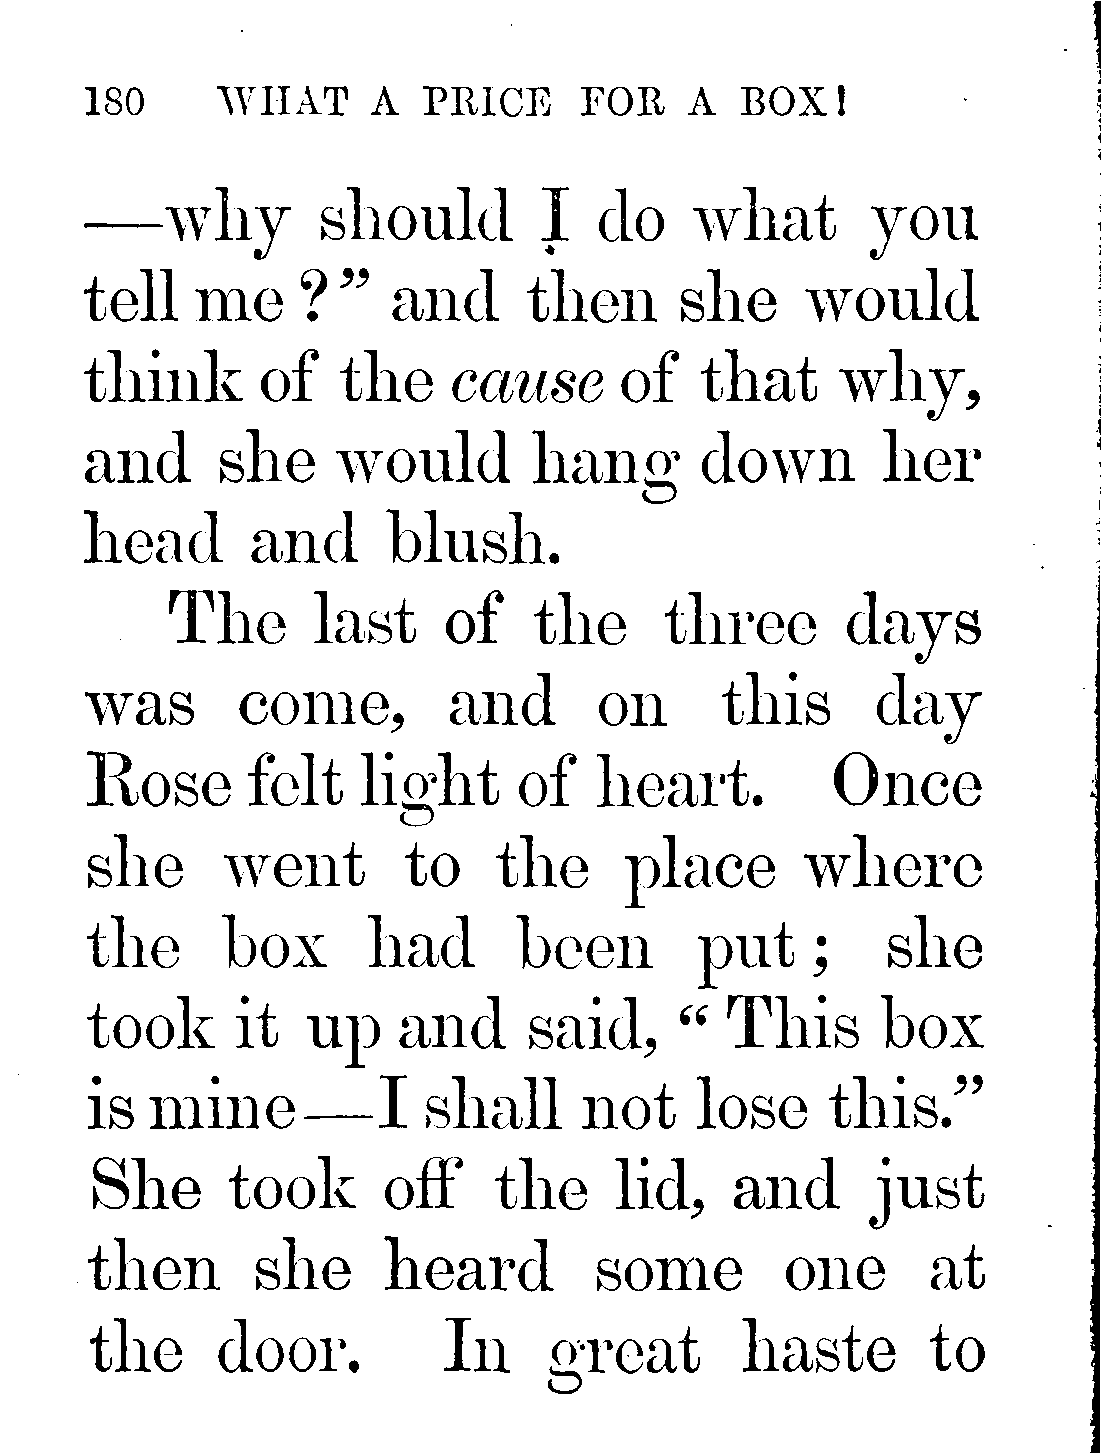 180 WHAT A PRICE FOR A BOX!
—why should I do what you
tell me?” and then she would
think of the cause of that why,
and she would hang down her
head and blush.
The last of the three days
was come, and on this day
Rose felt light of heart. Once
she went to the place where
the box had been put; she
took it up and said, “This box
is mine—I shall not lose this.”
She took off the lid, and just
then she heard some one at
the door. In great haste to